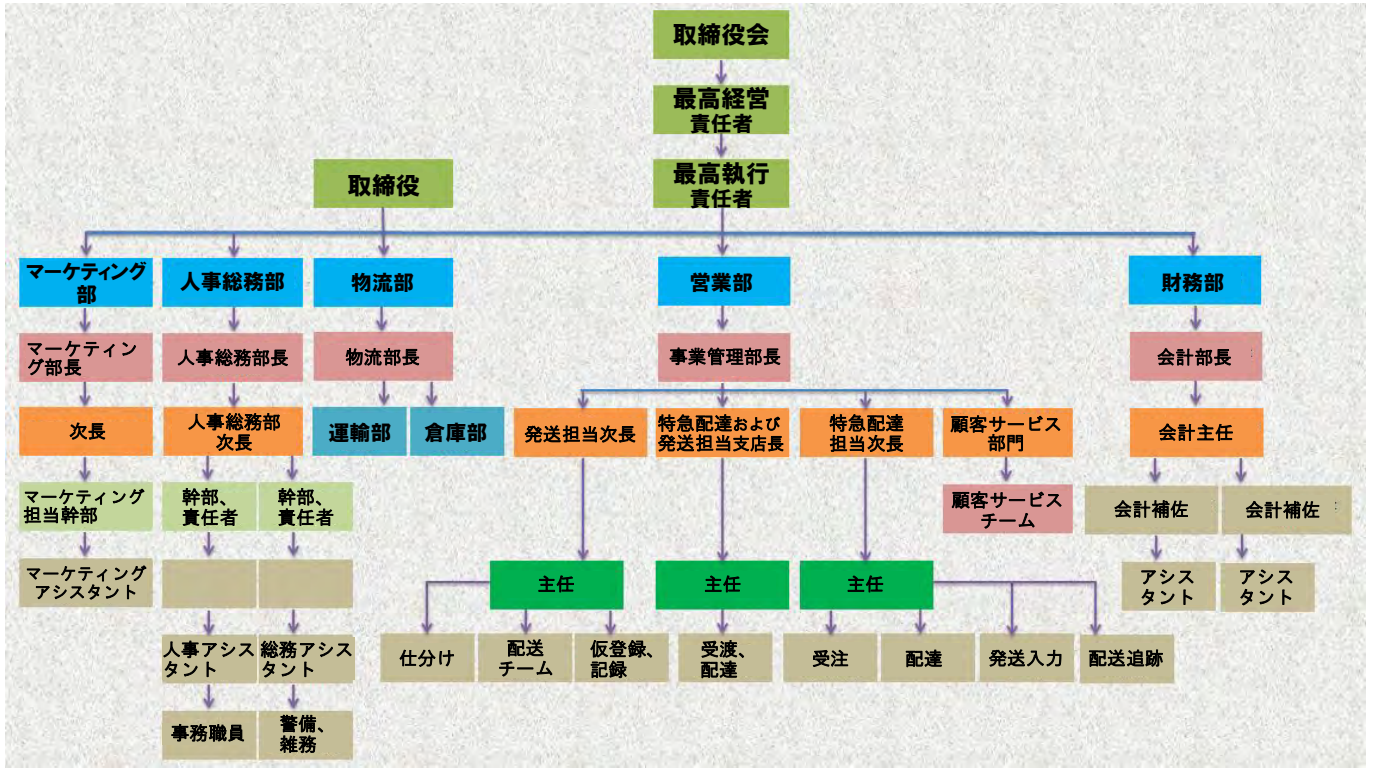 取締役会
最高経営
責任者
取締役
最高執行
責任者
マーケティング
部
人事総務部
物流部
営業部
財務部
マーケティン
グ部長
人事総務部長
物流部長
事業管理部長
会計部長
次長
人事総務部
次長
運輸部
倉庫部
発送担当次長
特急配達および
発送担当支店長
特急配達
担当次長
顧客サービス
部門
会計主任
マーケティング
担当幹部
幹部、
責任者
幹部、
責任者
顧客サービス
チーム
会計補佐
会計補佐
マーケティング
アシスタント
主任
主任
主任
アシス
タント
アシス
タント
人事アシス
タント
総務アシス
タント
仕分け
配送
チーム
仮登録、
記録
受渡、
配達
受注
配達
発送入力
配送追跡
事務職員
警備、
雑務